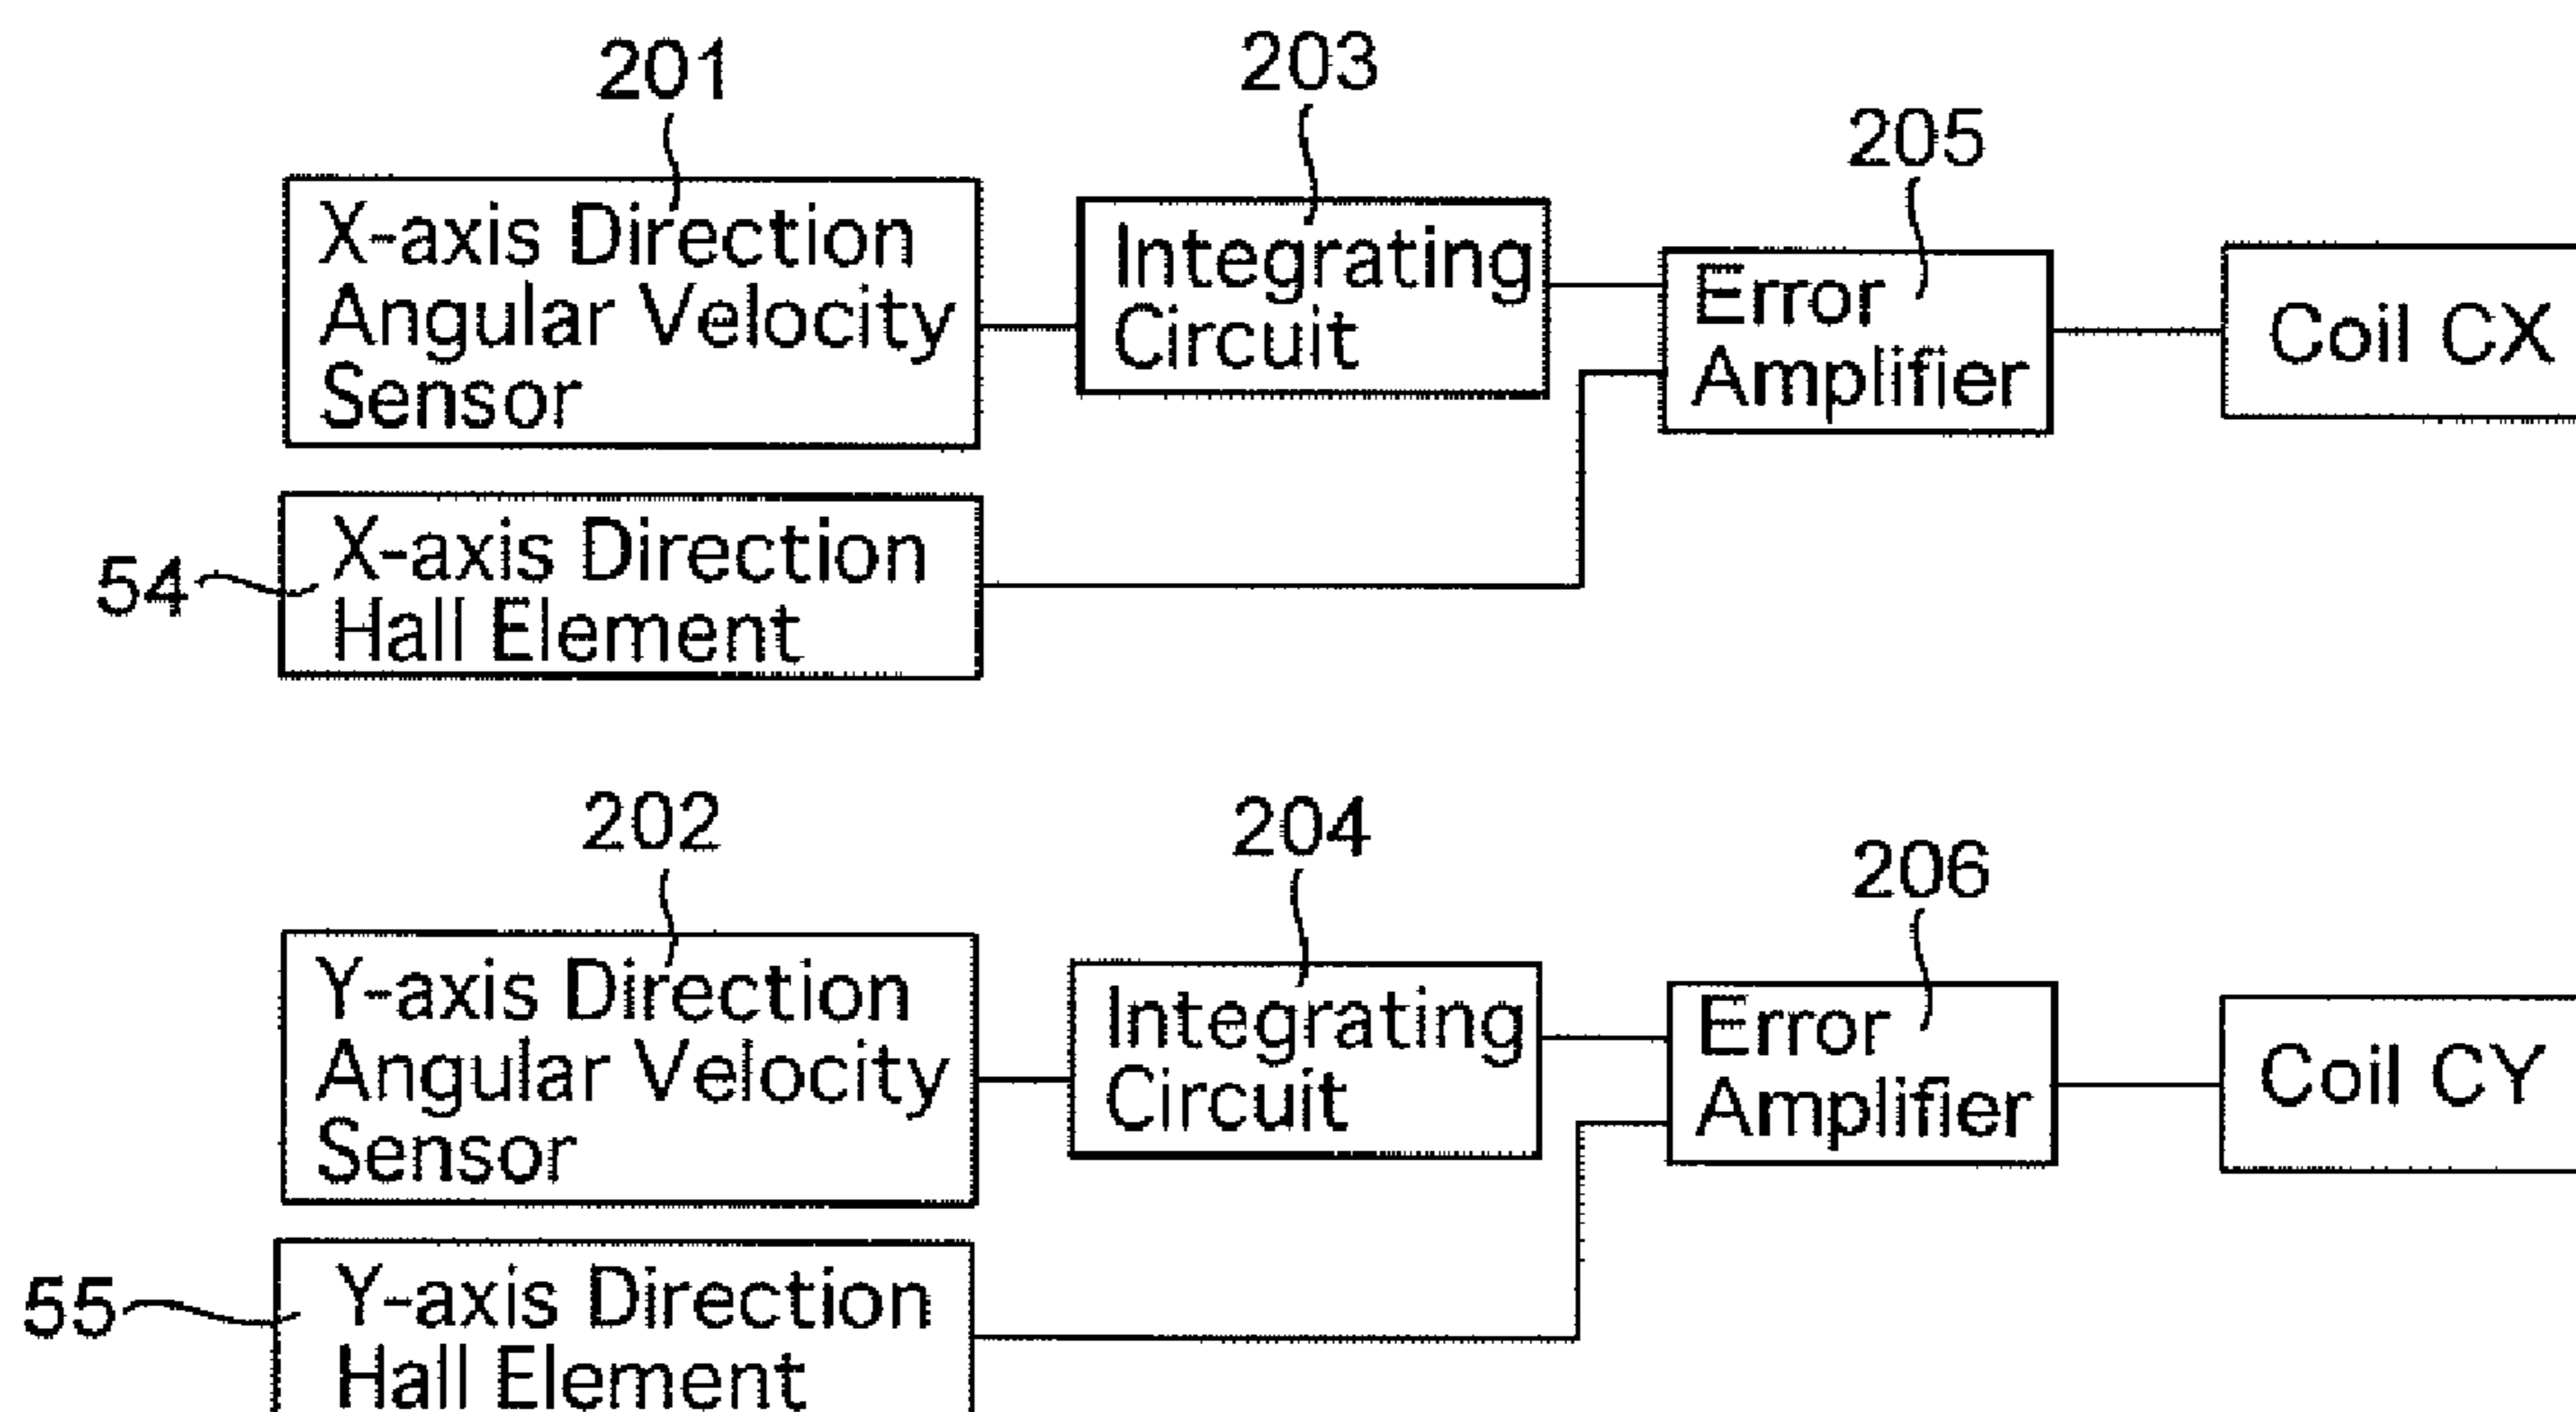 201
203
205
X-axis Direction
Angular Velocity
Sensor
Integrating
Circuit
Error
Amplifier
Coil CX
54
X-axis Direction
Hall Element
202
204
206
Y-axis Direction
Angular Velocity
Sensor
Integrating
Circuit
Error
Amplifier
Coil CY
55
Y-axis Direction
Hall Element